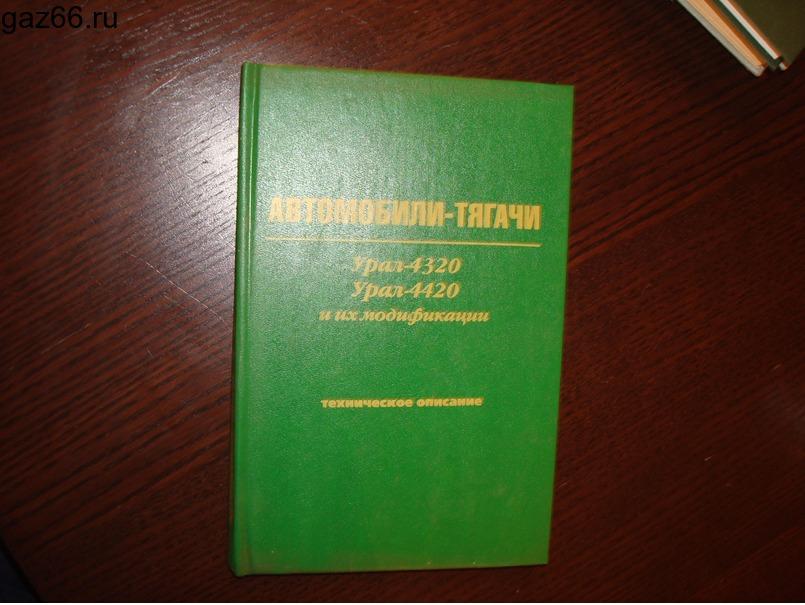 gaz66.ru
АВТОМОБИЛИ-ТЯГАЧИ
Урал-4320
Урал-4420
и их модификации
техническое описание